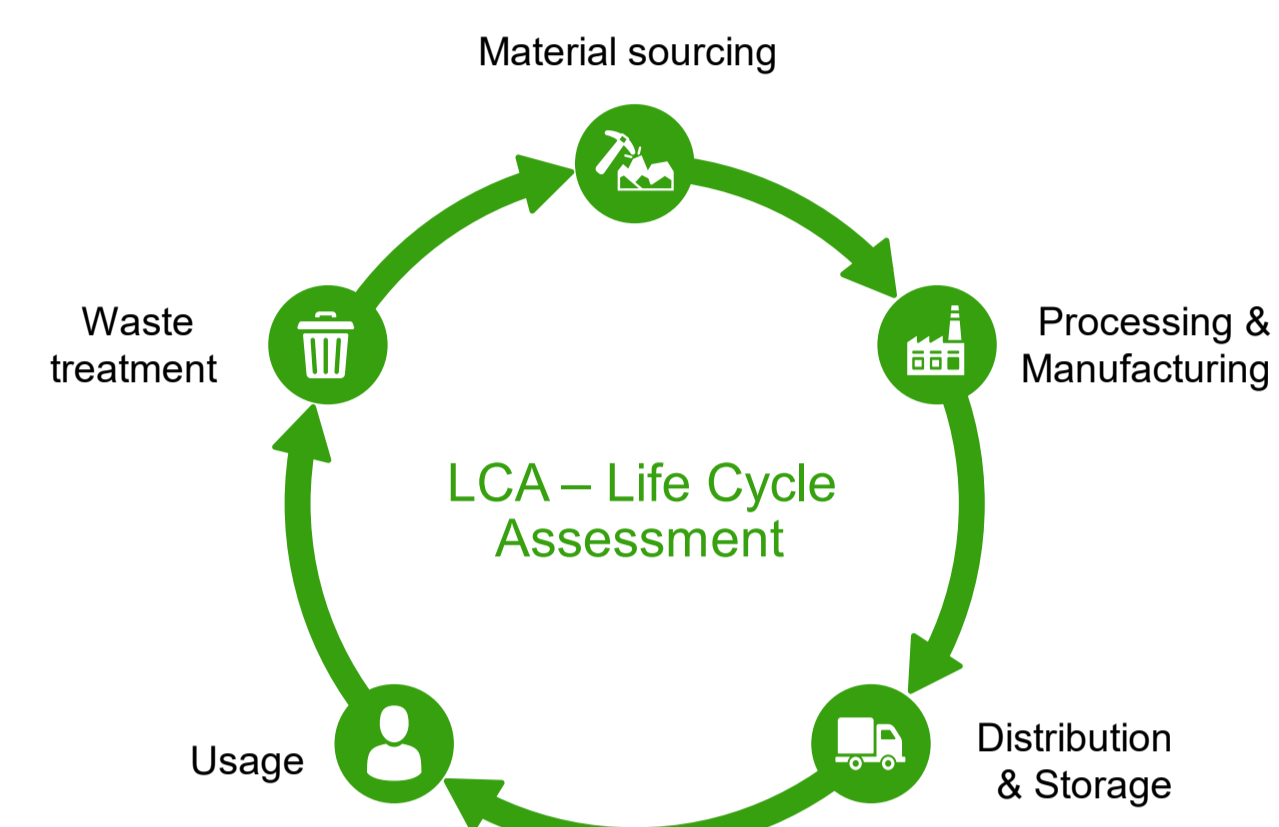 Material sourcing
Processing &
Manufacturing
Distribution
& Storage
Usage
Waste
treatment
LCA – Life Cycle
Assessment